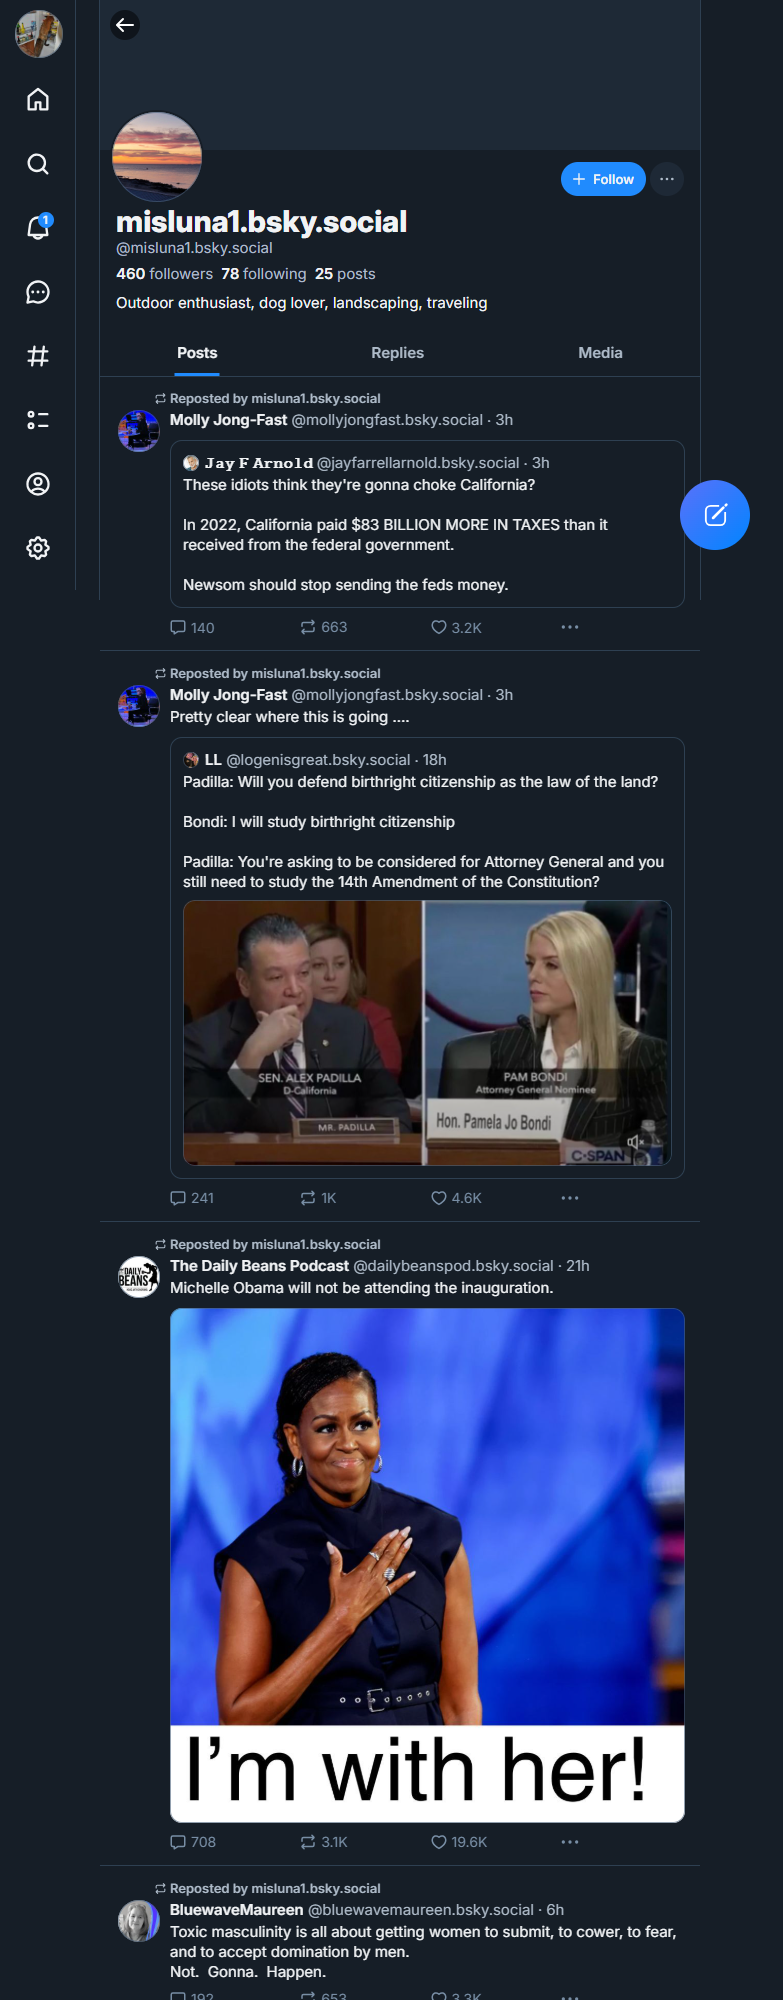 1
+ Follow
misluna1.bsky.social
@misluna1.bsky.social
460 followers 78 following 25 posts
Outdoor enthusiast, dog lover, landscaping, traveling
Posts Replies Media
Reposted by misluna1.bsky.social
Molly Jong-Fast @mollyjongfast.bsky.social · 3h
Jay F Arnold @jayfarrellarnold.bsky.social · 3h
These idiots think they're gonna choke California?
In 2022, California paid $83 BILLION MORE IN TAXES than it
received from the federal government.
Newsom should stop sending the feds money.
140 663 3.2K
Reposted by misluna1.bsky.social
Molly Jong-Fast @mollyjongfast.bsky.social · 3h
Pretty clear where this is going ....
LL @logenisgreat.bsky.social · 18h
Padilla: Will you defend birthright citizenship as the law of the land?
Bondi: I will study birthright citizenship
Padilla: You're asking to be considered for Attorney General and you
still need to study the 14th Amendment of the Constitution?
SEN. ALEX PADILLA
D-California
MR. PADILLA
PAM BONDI
Attorney General Nominee
Hon. Pamela Jo Bondi
C-SPAN
241 1K 4.6K
Reposted by misluna1.bsky.social
DAILY
BEANS
The Daily Beans Podcast @dailybeanspod.bsky.social · 21h
Michelle Obama will not be attending the inauguration.
I'm with her!
708 3.1K 19.6K
Reposted by misluna1.bsky.social
BluewaveMaureen @bluewavemaureen.bsky.social · 6h
Toxic masculinity is all about getting women to submit, to cower, to fear,
and to accept domination by men.
Not. Gonna. Happen.
192 653 3.3K